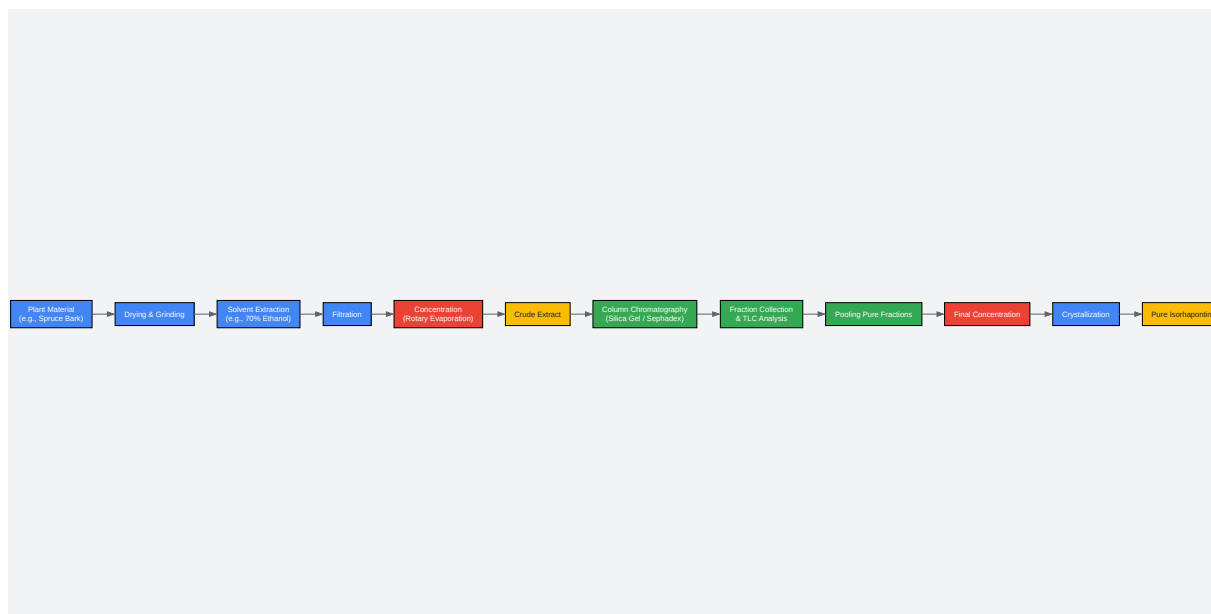 Plant Material
(e.g., Spruce Bark)
Drying & Grinding
Solvent Extraction
(e.g., 70% Ethanol)
Filtration
Concentration
(Rotary Evaporation)
Crude Extract
Column Chromatography
(Silica Gel / Sephadex)
Fraction Collection
& TLC Analysis
Pooling Pure Fractions
Final Concentration
Crystallization
Pure Isorhapontin